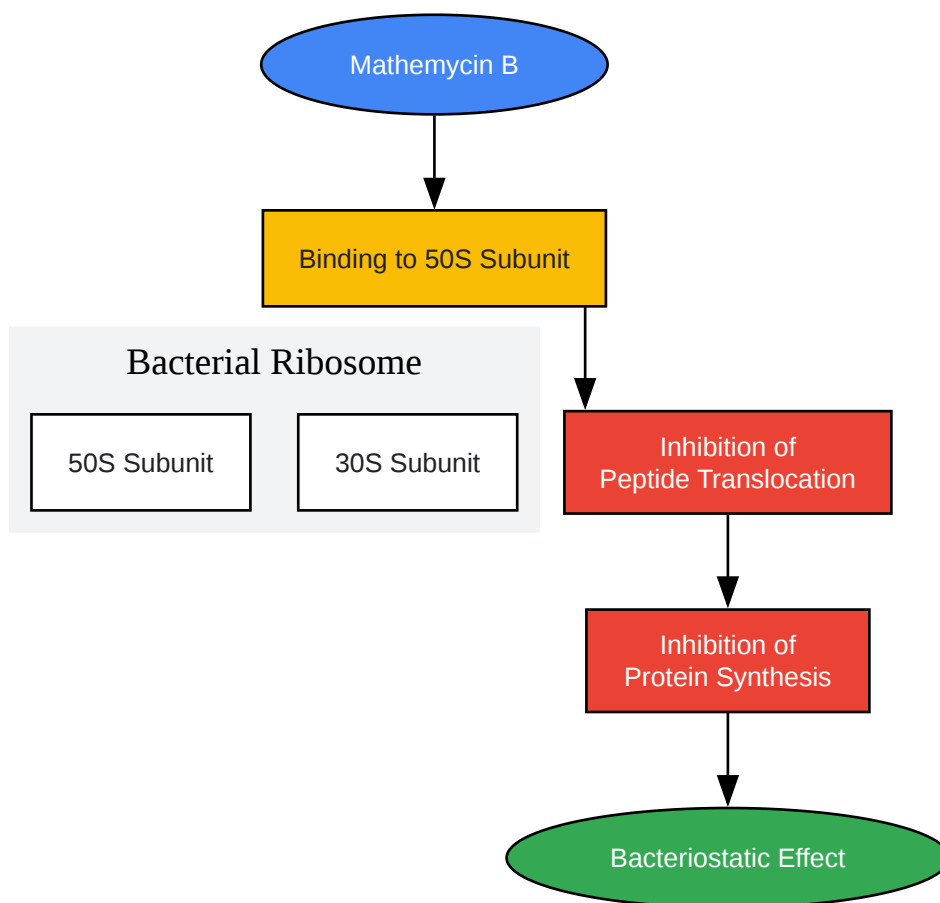 Mathemycin B
Binding to 50S Subunit
Bacterial Ribosome
50S Subunit
30S Subunit
Inhibition of
Peptide Translocation
Inhibition of
Protein Synthesis
Bacteriostatic Effect